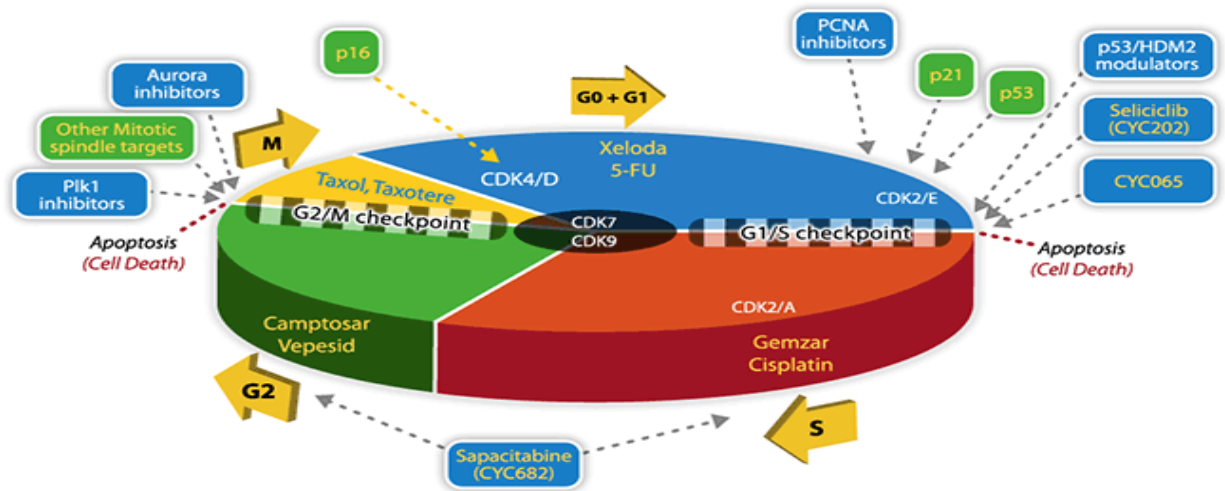 PCNA
inhibitors
p53/HDM2
modulators
p16
Aurora
inhibitors
p21
p53
G0 + G1
Seliciclib
(CYC202)
Other Mitotic
spindle targets
M
Xeloda
5-FU
Plk1
inhibitors
Taxol, Taxotere
CDK4/D
CYC065
CDK2/E
G2/M checkpoint
CDK7
CDK9
G1/S checkpoint
Apoptosis
(Cell Death)
Apoptosis
(Cell Death)
CDK2/A
Camptosar
Vepesid
Gemzar
Cisplatin
G2
S
Sapacitabine
(CYC682)